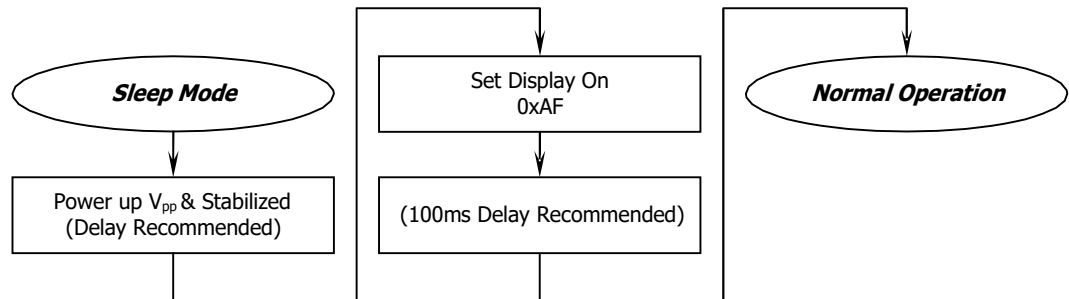 Sleep Mode
Power up Vpp & Stabilized
(Delay Recommended)
Set Display On
0xAF
(100ms Delay Recommended)
Normal Operation